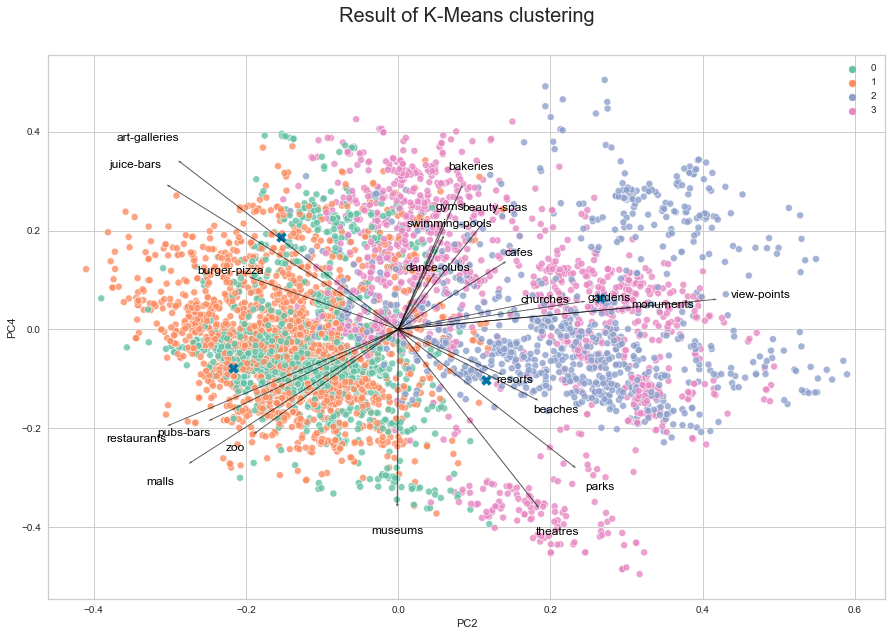 Result of K-Means clustering
0
1
2
3
art-galleries
juice-bars
bakeries
gyms
beauty-spas
swimming-pools
cafes
burger-pizza
dance-clubs
churches
gardens
monuments
view-points
resorts
beaches
restaurants
pubs-bars
zoo
malls
parks
museums
theatres
0.4
0.2
0.0
−0.2
−0.4
PC4
−0.4
−0.2
0.0
0.2
0.4
0.6
PC2